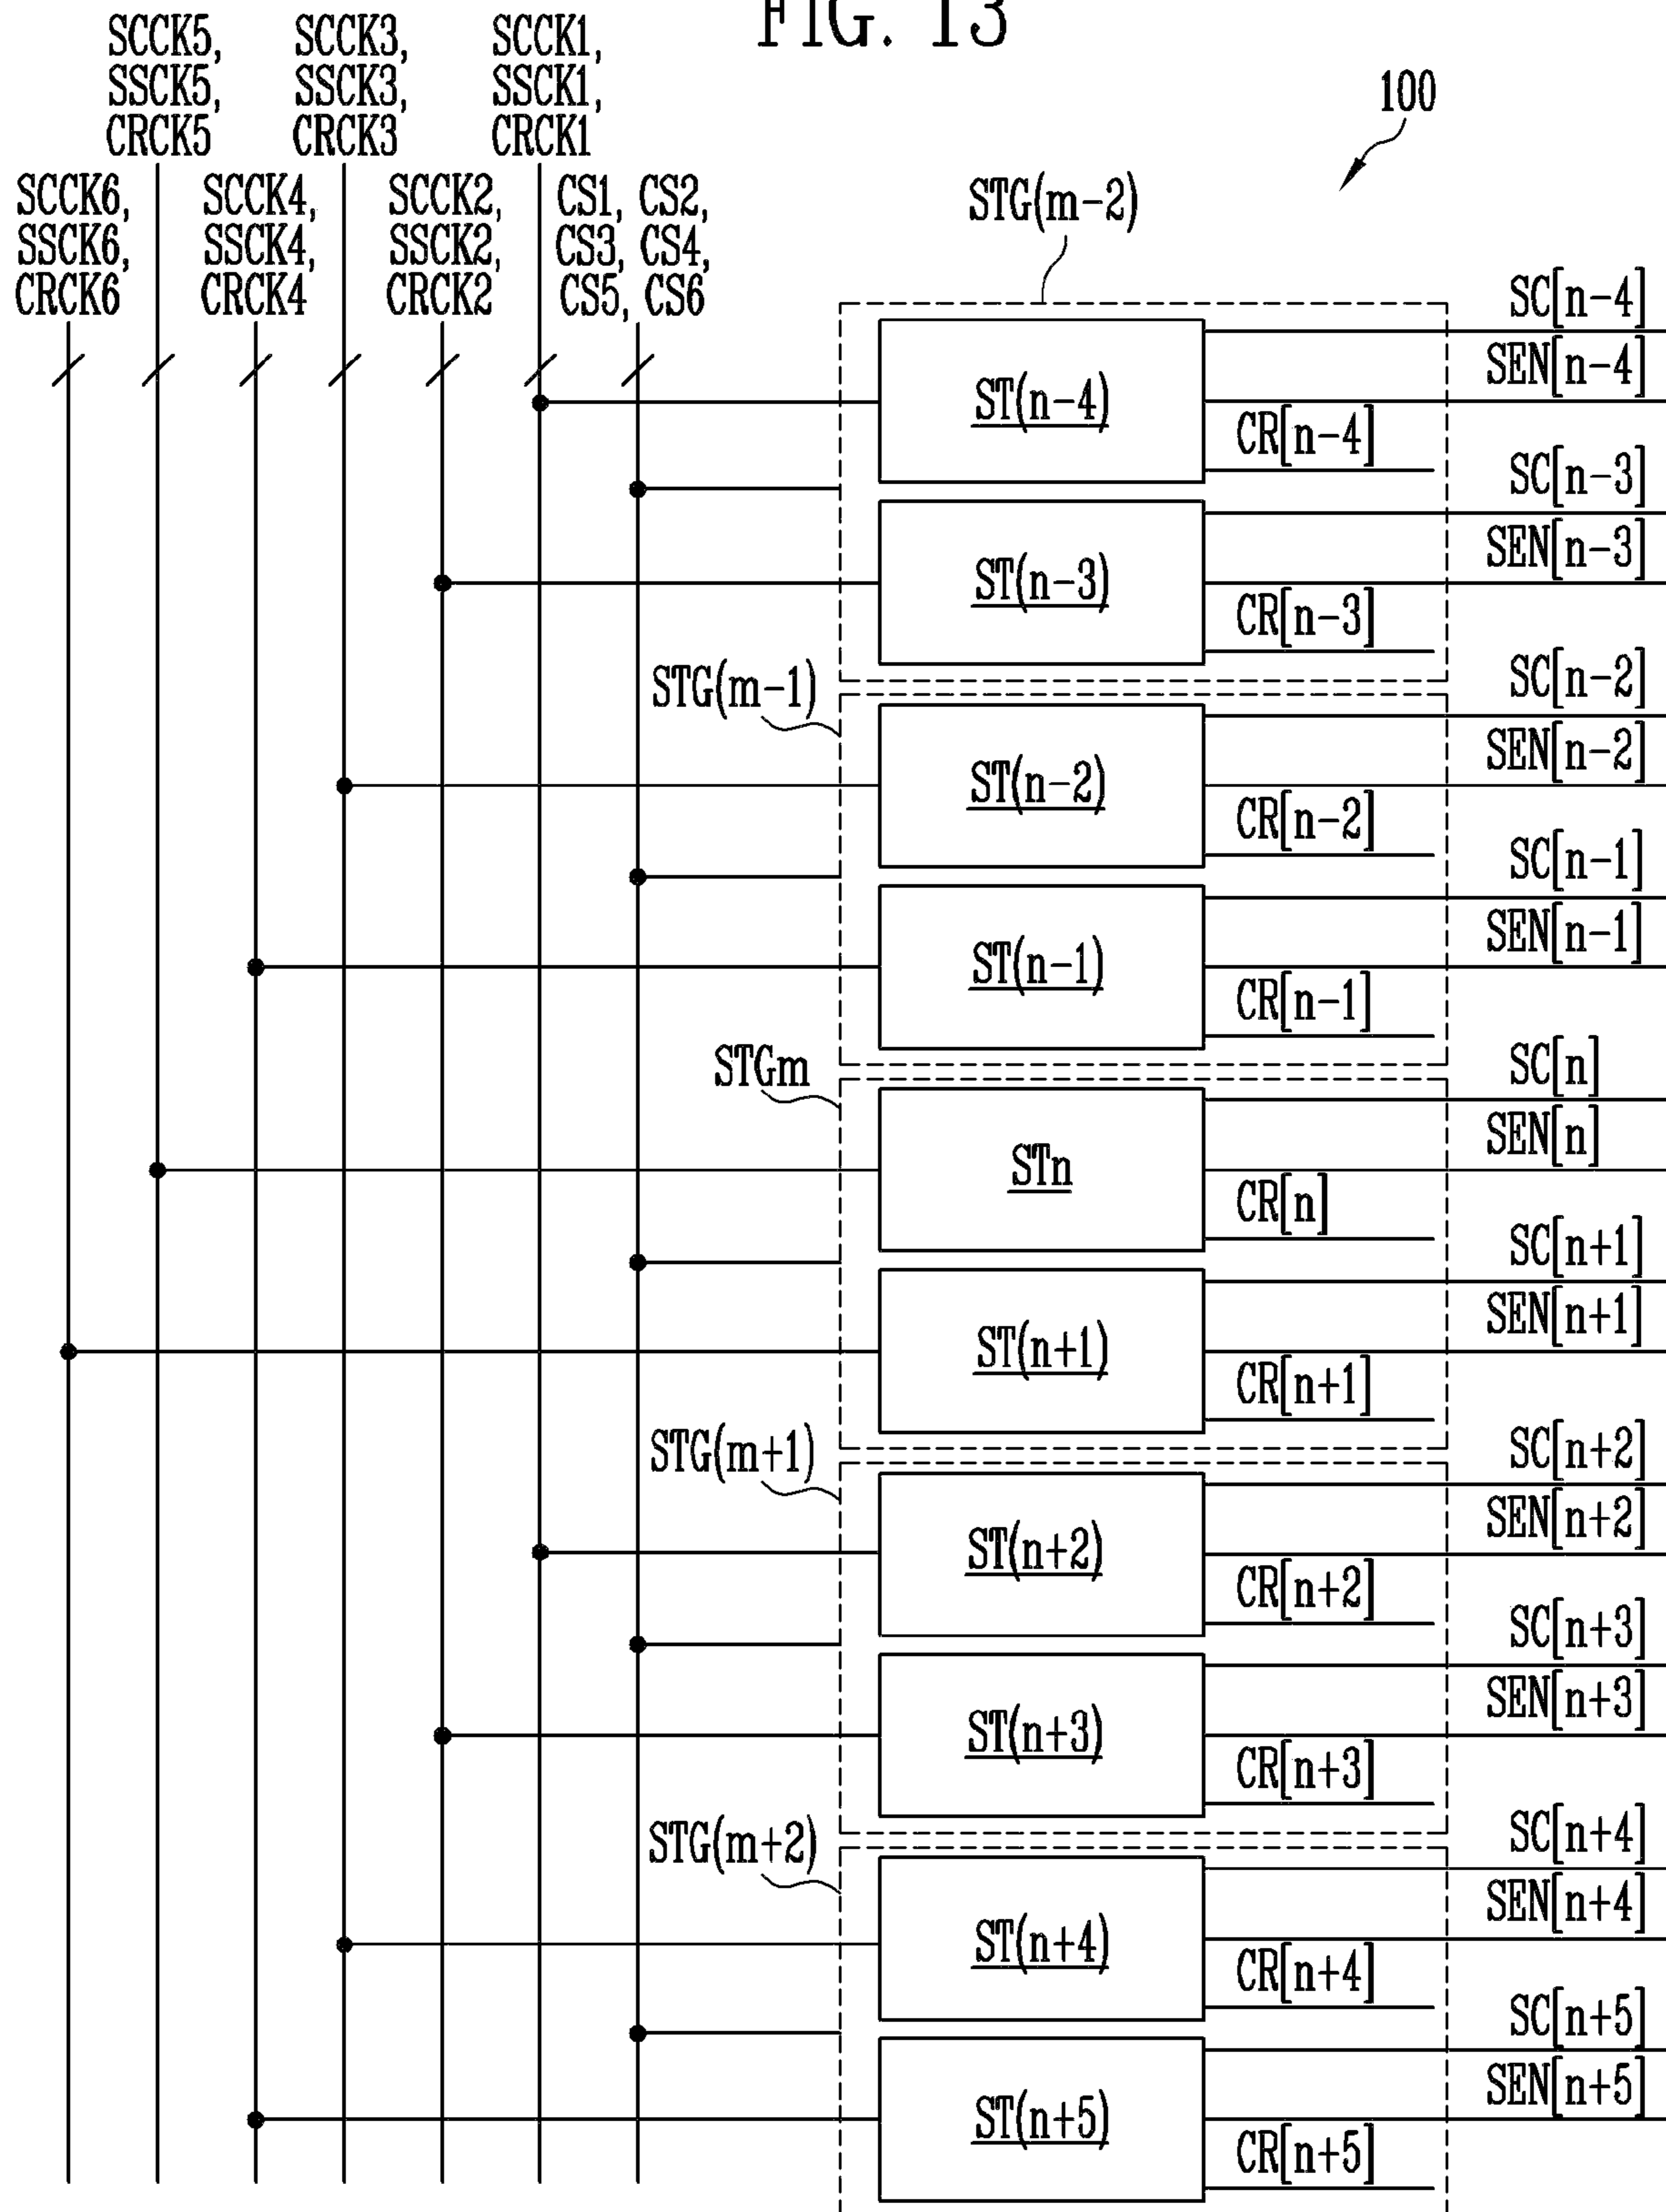 FIG. 13
SCCK5,
SSCK5,
CRCK5
SCCK3,
SSCK3,
CRCK3
SCCK1,
SSCK1,
CRCK1
100
SCCK6,
SSCK6,
CRCK6
SCCK4,
SSCK4,
CRCK4
SCCK2,
SSCK2,
CRCK2
CS1, CS2,
CS3, CS4,
CS5, CS6
STG(m-2)
SC[n-4]
SEN[n-4]
ST(n-4)
CR[n-4]
SC[n-3]
SEN[n-3]
ST(n-3)
CR[n-3]
STG(m-1)
SC[n-2]
SEN[n-2]
ST(n-2)
CR[n-2]
SC[n-1]
SEN[n-1]
ST(n-1)
CR[n-1]
STGm
SC[n]
SEN[n]
STn
CR[n]
SC[n+1]
SEN[n+1]
ST(n+1)
CR[n+1]
STG(m+1)
SC[n+2]
SEN[n+2]
ST(n+2)
CR[n+2]
SC[n+3]
SEN[n+3]
ST(n+3)
CR[n+3]
STG(m+2)
SC[n+4]
SEN[n+4]
ST(n+4)
CR[n+4]
SC[n+5]
SEN[n+5]
ST(n+5)
CR[n+5]